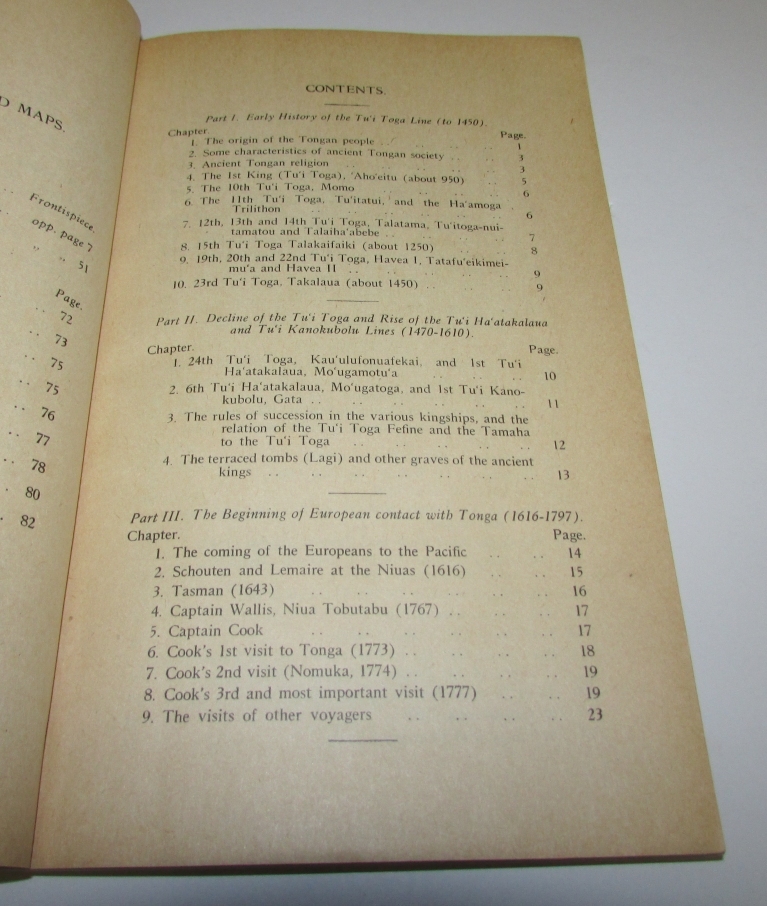 D MAPS.
Frontispiece.
opp. page 7
„ „ 51
Page.
.. 72
.. 73
.. 75
.. 75
.. 76
.. 77
.. 78
. 80
. 82
CONTENTS.
Part I. Early History of the Tu'i Toga Line (to 1450).
Chapter. Page.
1. The origin of the Tongan people .. .. .. 1
2. Some characteristics of ancient Tongan society .. .. 3
3. Ancient Tongan religion .. .. .. .. 3
4. The 1st King (Tu'i Toga), 'Aho'eitu (about 950) .. 5
5. The 10th Tu'i Toga, Momo .. .. .. 6
6. The 11th Tu'i Toga, Tu'itatui, and the Ha'amoga
Trilithon .. .. .. .. .. 6
7. 12th, 13th and 14th Tu'i Toga, Talatama, Tu'itoga-nui-
tamatou and Talaiha'abebe .. .. .. .. 7
8. 15th Tu'i Toga Talakaifaiki (about 1250) .. .. 8
9. 19th, 20th and 22nd Tu'i Toga, Havea I, Tatafu'eikimei-
mu'a and Havea II .. .. .. .. 9
10. 23rd Tu'i Toga, Takalaua (about 1450) .. .. 9
Part II. Decline of the Tu'i Toga and Rise of the Tu'i Ha'atakalaua
and Tu'i Kanokubolu Lines (1470-1610).
Chapter. Page.
1. 24th Tu'i Toga, Kau'ulufonuafekai, and 1st Tu'i
Ha'atakalaua, Mo'ugamotu'a .. .. .. 10
2. 6th Tu'i Ha'atakalaua, Mo'ugatoga, and 1st Tu'i Kano-
kubolu, Gata .. .. .. .. .. 11
3. The rules of succession in the various kingships, and the
relation of the Tu'i Toga Fefine and the Tamaha
to the Tu'i Toga .. .. .. .. .. 12
4. The terraced tombs (Lagi) and other graves of the ancient
kings .. .. .. .. .. .. 13
Part III. The Beginning of European contact with Tonga (1616-1797).
Chapter. Page.
1. The coming of the Europeans to the Pacific .. .. 14
2. Schouten and Lemaire at the Niuas (1616) .. .. 15
3. Tasman (1643) .. .. .. .. .. 16
4. Captain Wallis, Niua Tobutabu (1767) .. .. .. 17
5. Captain Cook .. .. .. .. .. 17
6. Cook's 1st visit to Tonga (1773) .. .. .. .. 18
7. Cook's 2nd visit (Nomuka, 1774) .. .. .. .. 19
8. Cook's 3rd and most important visit (1777) .. .. 19
9. The visits of other voyagers .. .. .. .. 23